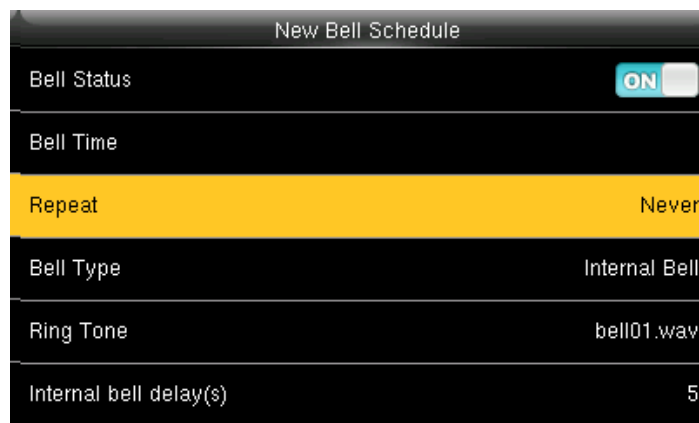 New Bell Schedule
Bell Status ON
Bell Time
Repeat Never
Bell Type Internal Bell
Ring Tone bell01.wav
Internal bell delay(s) 5